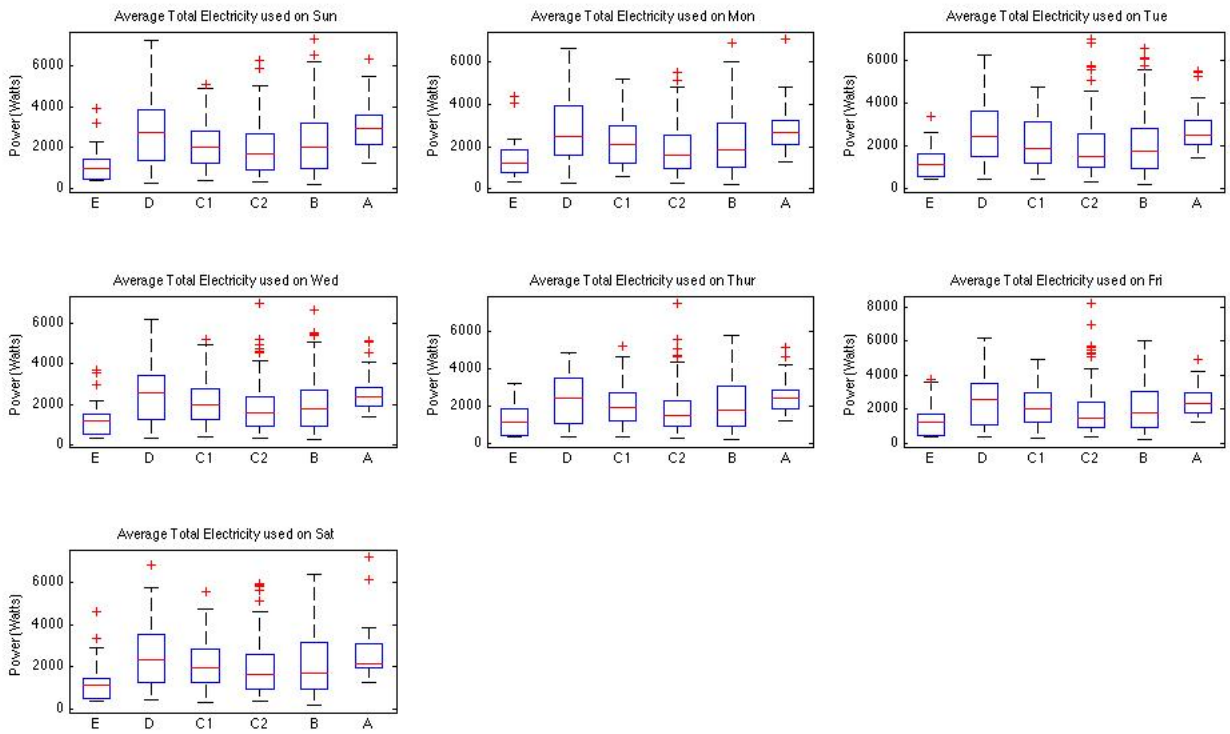 Average Total Electricity used on Sun
Power(Watts)
6000
4000
2000
0
E D C1 C2 B A
Average Total Electricity used on Mon
Power(Watts)
6000
4000
2000
0
E D C1 C2 B A
Average Total Electricity used on Tue
Power(Watts)
6000
4000
2000
0
E D C1 C2 B A
Average Total Electricity used on Wed
Power(Watts)
6000
4000
2000
0
E D C1 C2 B A
Average Total Electricity used on Thur
Power(Watts)
6000
4000
2000
0
E D C1 C2 B A
Average Total Electricity used on Fri
Power(Watts)
8000
6000
4000
2000
0
E D C1 C2 B A
Average Total Electricity used on Sat
Power(Watts)
6000
4000
2000
0
E D C1 C2 B A